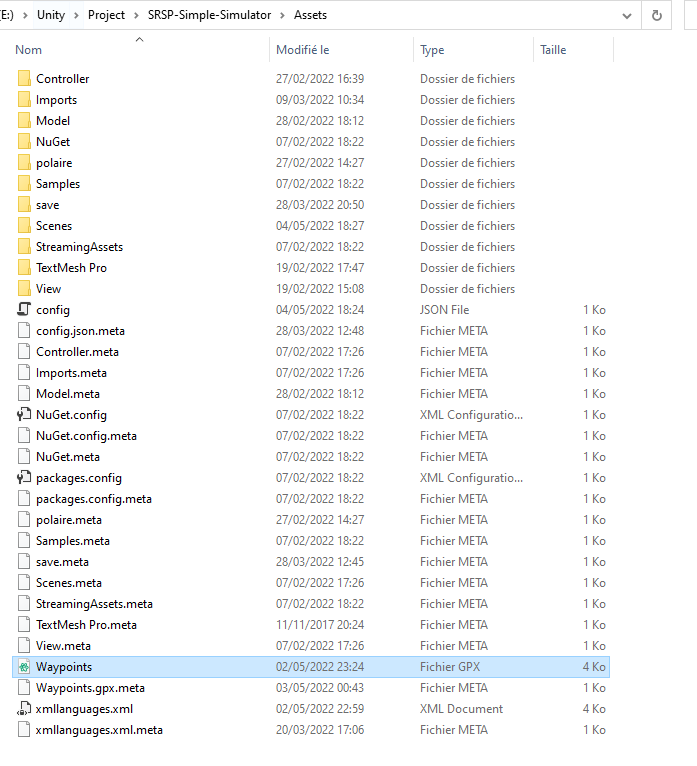 E:) > Unity > Project > SRSP-Simple-Simulator > Assets
Nom Modifié le Type Taille
Controller 27/02/2022 16:39 Dossier de fichiers
Imports 09/03/2022 10:34 Dossier de fichiers
Model 28/02/2022 18:12 Dossier de fichiers
NuGet 07/02/2022 18:22 Dossier de fichiers
polaire 27/02/2022 14:27 Dossier de fichiers
Samples 07/02/2022 18:22 Dossier de fichiers
save 28/03/2022 20:50 Dossier de fichiers
Scenes 04/05/2022 18:27 Dossier de fichiers
StreamingAssets 07/02/2022 18:22 Dossier de fichiers
TextMesh Pro 19/02/2022 17:47 Dossier de fichiers
View 19/02/2022 15:08 Dossier de fichiers
config 04/05/2022 18:24 JSON File 1 Ko
config.json.meta 28/03/2022 12:48 Fichier META 1 Ko
Controller.meta 07/02/2022 17:26 Fichier META 1 Ko
Imports.meta 07/02/2022 17:26 Fichier META 1 Ko
Model.meta 28/02/2022 18:12 Fichier META 1 Ko
NuGet.config 07/02/2022 18:22 XML Configuratio... 1 Ko
NuGet.config.meta 07/02/2022 18:22 Fichier META 1 Ko
NuGet.meta 07/02/2022 18:22 Fichier META 1 Ko
packages.config 07/02/2022 18:22 XML Configuratio... 1 Ko
packages.config.meta 07/02/2022 18:22 Fichier META 1 Ko
polaire.meta 27/02/2022 14:27 Fichier META 1 Ko
Samples.meta 07/02/2022 18:22 Fichier META 1 Ko
save.meta 28/03/2022 12:45 Fichier META 1 Ko
Scenes.meta 07/02/2022 17:26 Fichier META 1 Ko
StreamingAssets.meta 07/02/2022 18:22 Fichier META 1 Ko
TextMesh Pro.meta 11/11/2017 20:24 Fichier META 1 Ko
View.meta 07/02/2022 17:26 Fichier META 1 Ko
Waypoints 02/05/2022 23:24 Fichier GPX 4 Ko
Waypoints.gpx.meta 03/05/2022 00:43 Fichier META 1 Ko
xmllanguages.xml 02/05/2022 22:59 XML Document 4 Ko
xmllanguages.xml.meta 20/03/2022 17:06 Fichier META 1 Ko